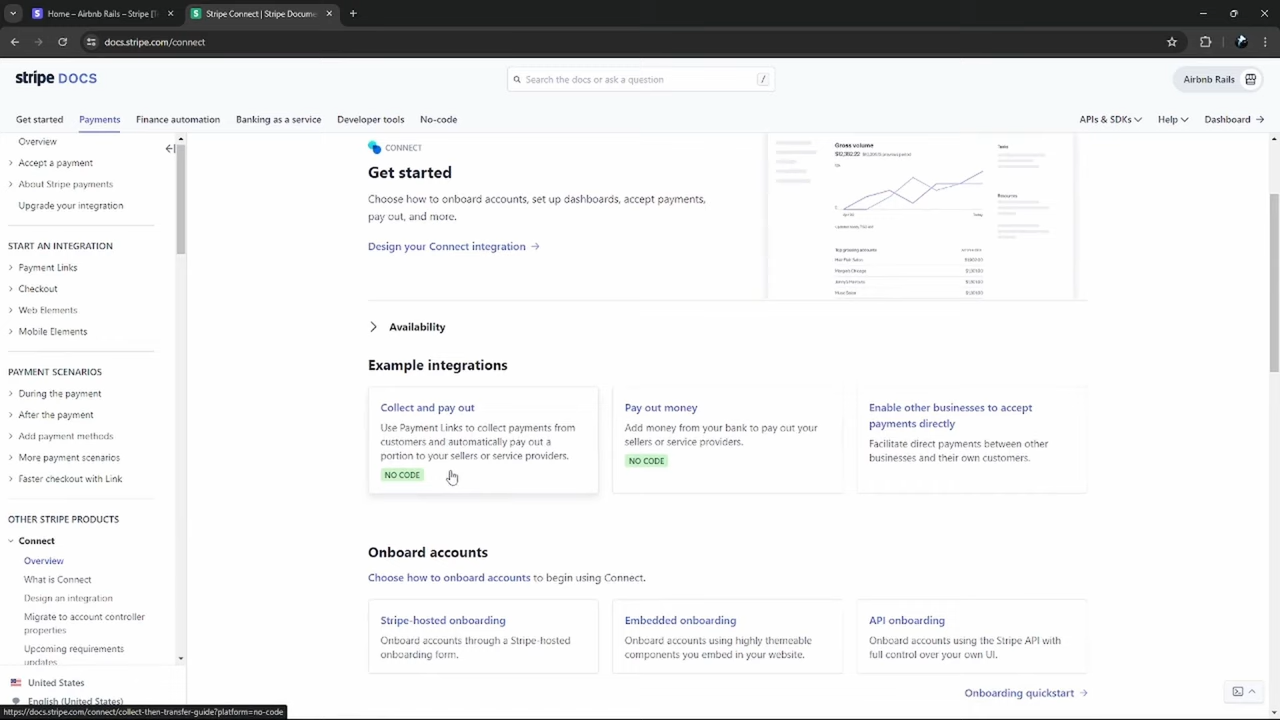 Home – Airbnb Rails – Stripe [T
Stripe Connect | Stripe Docume
docs.stripe.com/connect
stripe DOCS
Search the docs or ask a question
/
Airbnb Rails
Get started
Payments
Finance automation
Banking as a service
Developer tools
No-code
APIs & SDKs
Help
Dashboard
Overview
Accept a payment
About Stripe payments
Upgrade your integration
START AN INTEGRATION
Payment Links
Checkout
Web Elements
Mobile Elements
PAYMENT SCENARIOS
During the payment
After the payment
Add payment methods
More payment scenarios
Faster checkout with Link
OTHER STRIPE PRODUCTS
Connect
Overview
What is Connect
Design an integration
Migrate to account controller
properties
Upcoming requirements
updates
United States
English (United States)
https://docs.stripe.com/connect/collect-then-transfer-guide?platform=no-code
CONNECT
Get started
Choose how to onboard accounts, set up dashboards, accept payments,
pay out, and more.
Design your Connect integration
Gross volume
Tasks
Resources
Today
Top growing accounts
Availability
Example integrations
Collect and pay out
Use Payment Links to collect payments from
customers and automatically pay out a
portion to your sellers or service providers.
NO CODE
Pay out money
Add money from your bank to pay out your
sellers or service providers.
NO CODE
Enable other businesses to accept
payments directly
Facilitate direct payments between other
businesses and their own customers.
Onboard accounts
Choose how to onboard accounts to begin using Connect.
Stripe-hosted onboarding
Onboard accounts through a Stripe-hosted
onboarding form.
Embedded onboarding
Onboard accounts using highly themeable
components you embed in your website.
API onboarding
Onboard accounts using the Stripe API with
full control over your own UI.
Onboarding quickstart